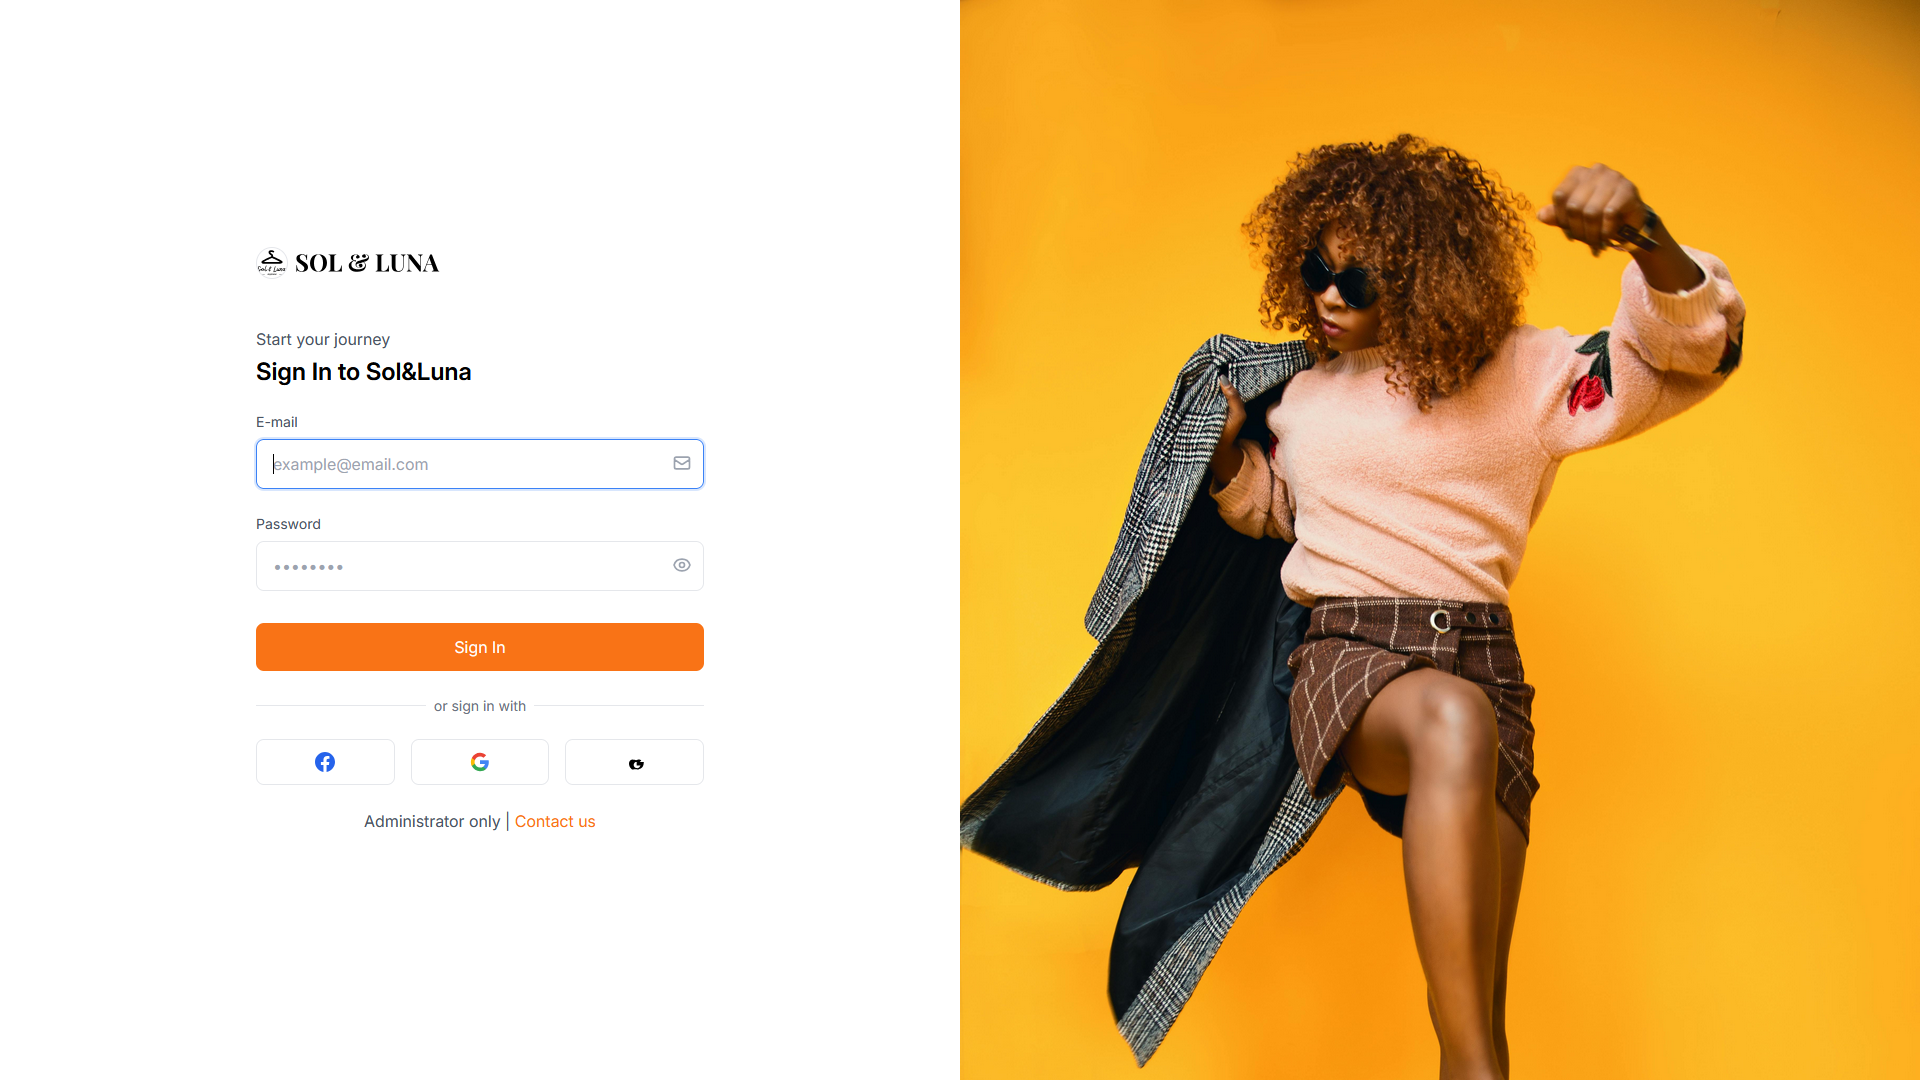 SOL & LUNA
Start your journey
Sign In to Sol&Luna
E-mail
example@email.com
Password
••••••••
Sign In
or sign in with
Administrator only | Contact us